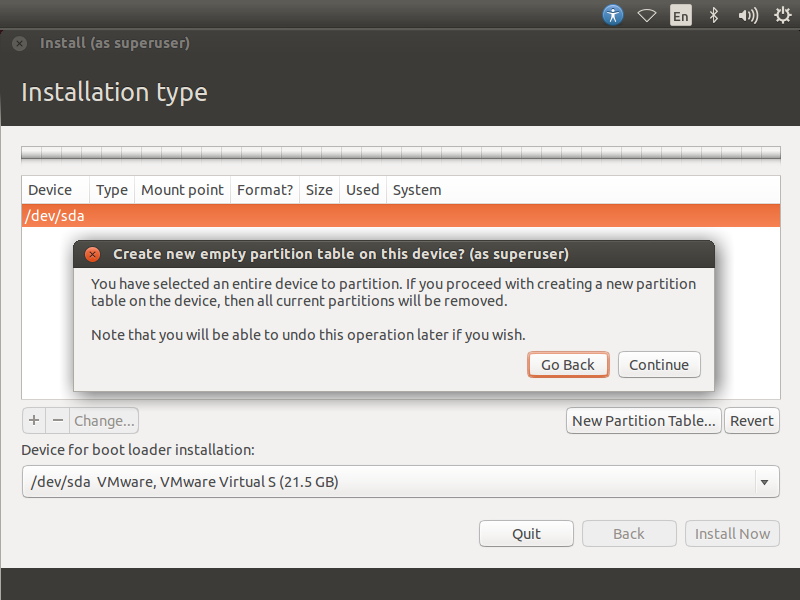 En
Install (as superuser)
Installation type
Device Type Mount point Format? Size Used System
/dev/sda
Create new empty partition table on this device? (as superuser)
You have selected an entire device to partition. If you proceed with creating a new partition
table on the device, then all current partitions will be removed.
Note that you will be able to undo this operation later if you wish.
Go Back Continue
+ − Change... New Partition Table... Revert
Device for boot loader installation:
/dev/sda VMware, VMware Virtual S (21.5 GB)
Quit Back Install Now